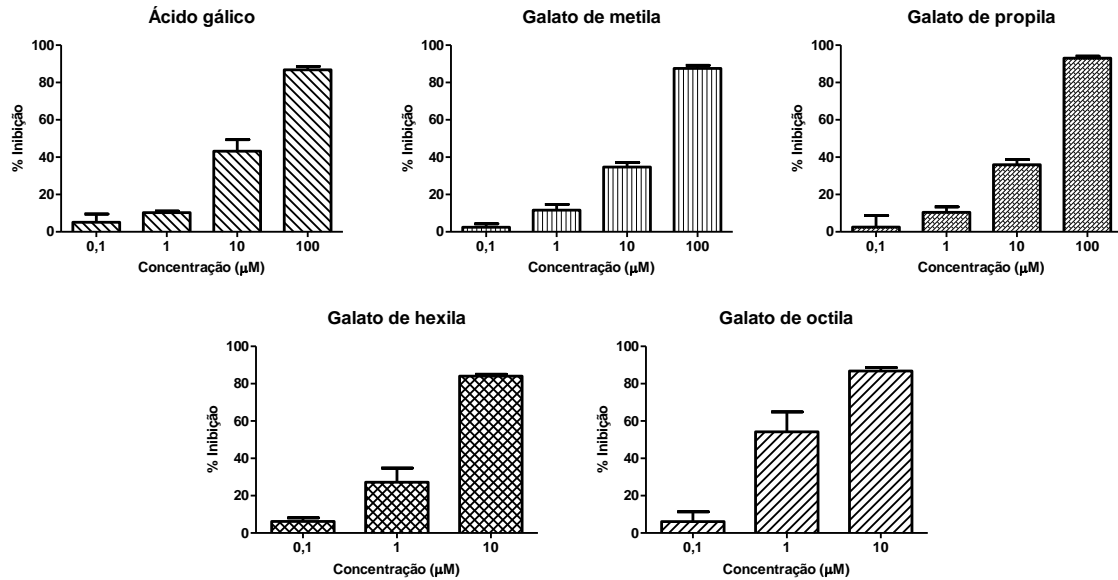 Ácido gálico
% Inibição
100
80
60
40
20
0
0,1 1 10 100
Concentração (µM)
Galato de metila
% Inibição
100
80
60
40
20
0
0,1 1 10 100
Concentração (µM)
Galato de propila
% Inibição
100
80
60
40
20
0
0,1 1 10 100
Concentração (µM)
Galato de hexila
% Inibição
100
80
60
40
20
0
0,1 1 10
Concentração (µM)
Galato de octila
% Inibição
100
80
60
40
20
0
0,1 1 10
Concentração (µM)